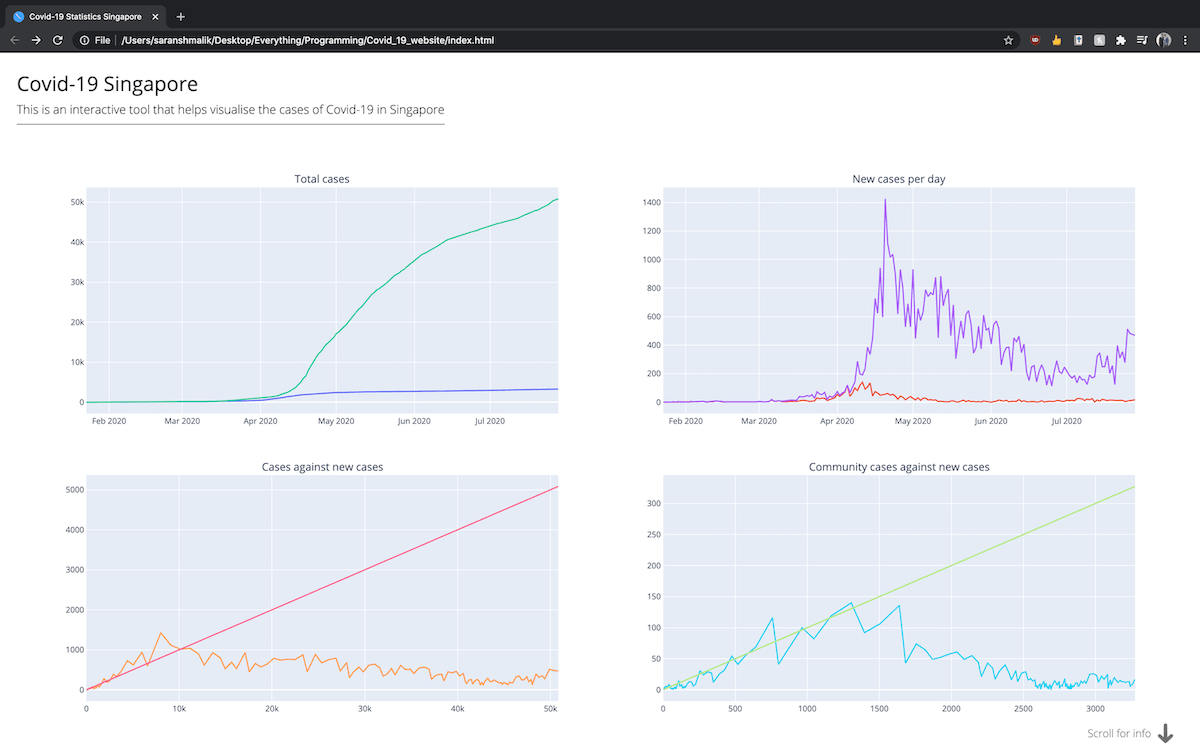 Covid-19 Statistics Singapore
File
/Users/saranshmalik/Desktop/Everything/Programming/Covid_19_website/index.html
Covid-19 Singapore
This is an interactive tool that helps visualise the cases of Covid-19 in Singapore
Total cases
50k
40k
30k
20k
10k
0
Feb 2020 Mar 2020 Apr 2020 May 2020 Jun 2020 Jul 2020
New cases per day
1400
1200
1000
800
600
400
200
0
Feb 2020 Mar 2020 Apr 2020 May 2020 Jun 2020 Jul 2020
Cases against new cases
5000
4000
3000
2000
1000
0
0 10k 20k 30k 40k 50k
Community cases against new cases
300
250
200
150
100
50
0
0 500 1000 1500 2000 2500 3000
Scroll for info